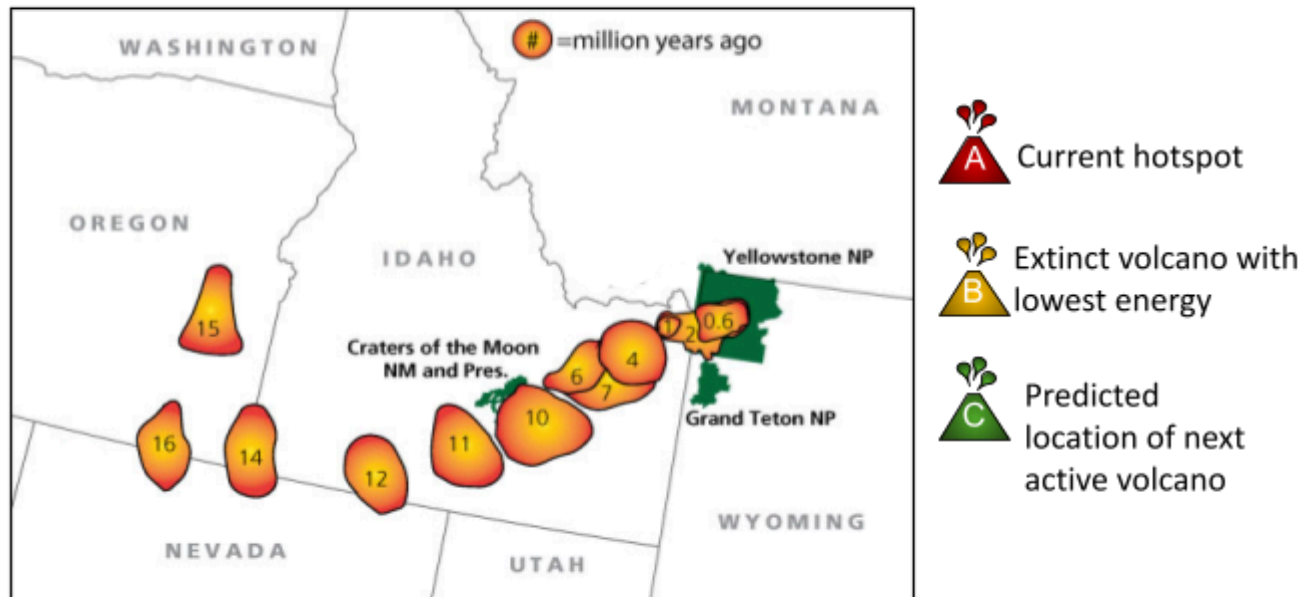 WASHINGTON
# =million years ago
MONTANA
OREGON
IDAHO
Yellowstone NP
15
1
2
0.6
Craters of the Moon
NM and Pres.
6
4
7
Grand Teton NP
16
14
12
11
10
NEVADA
UTAH
WYOMING
A Current hotspot
B Extinct volcano with
lowest energy
C Predicted
location of next
active volcano